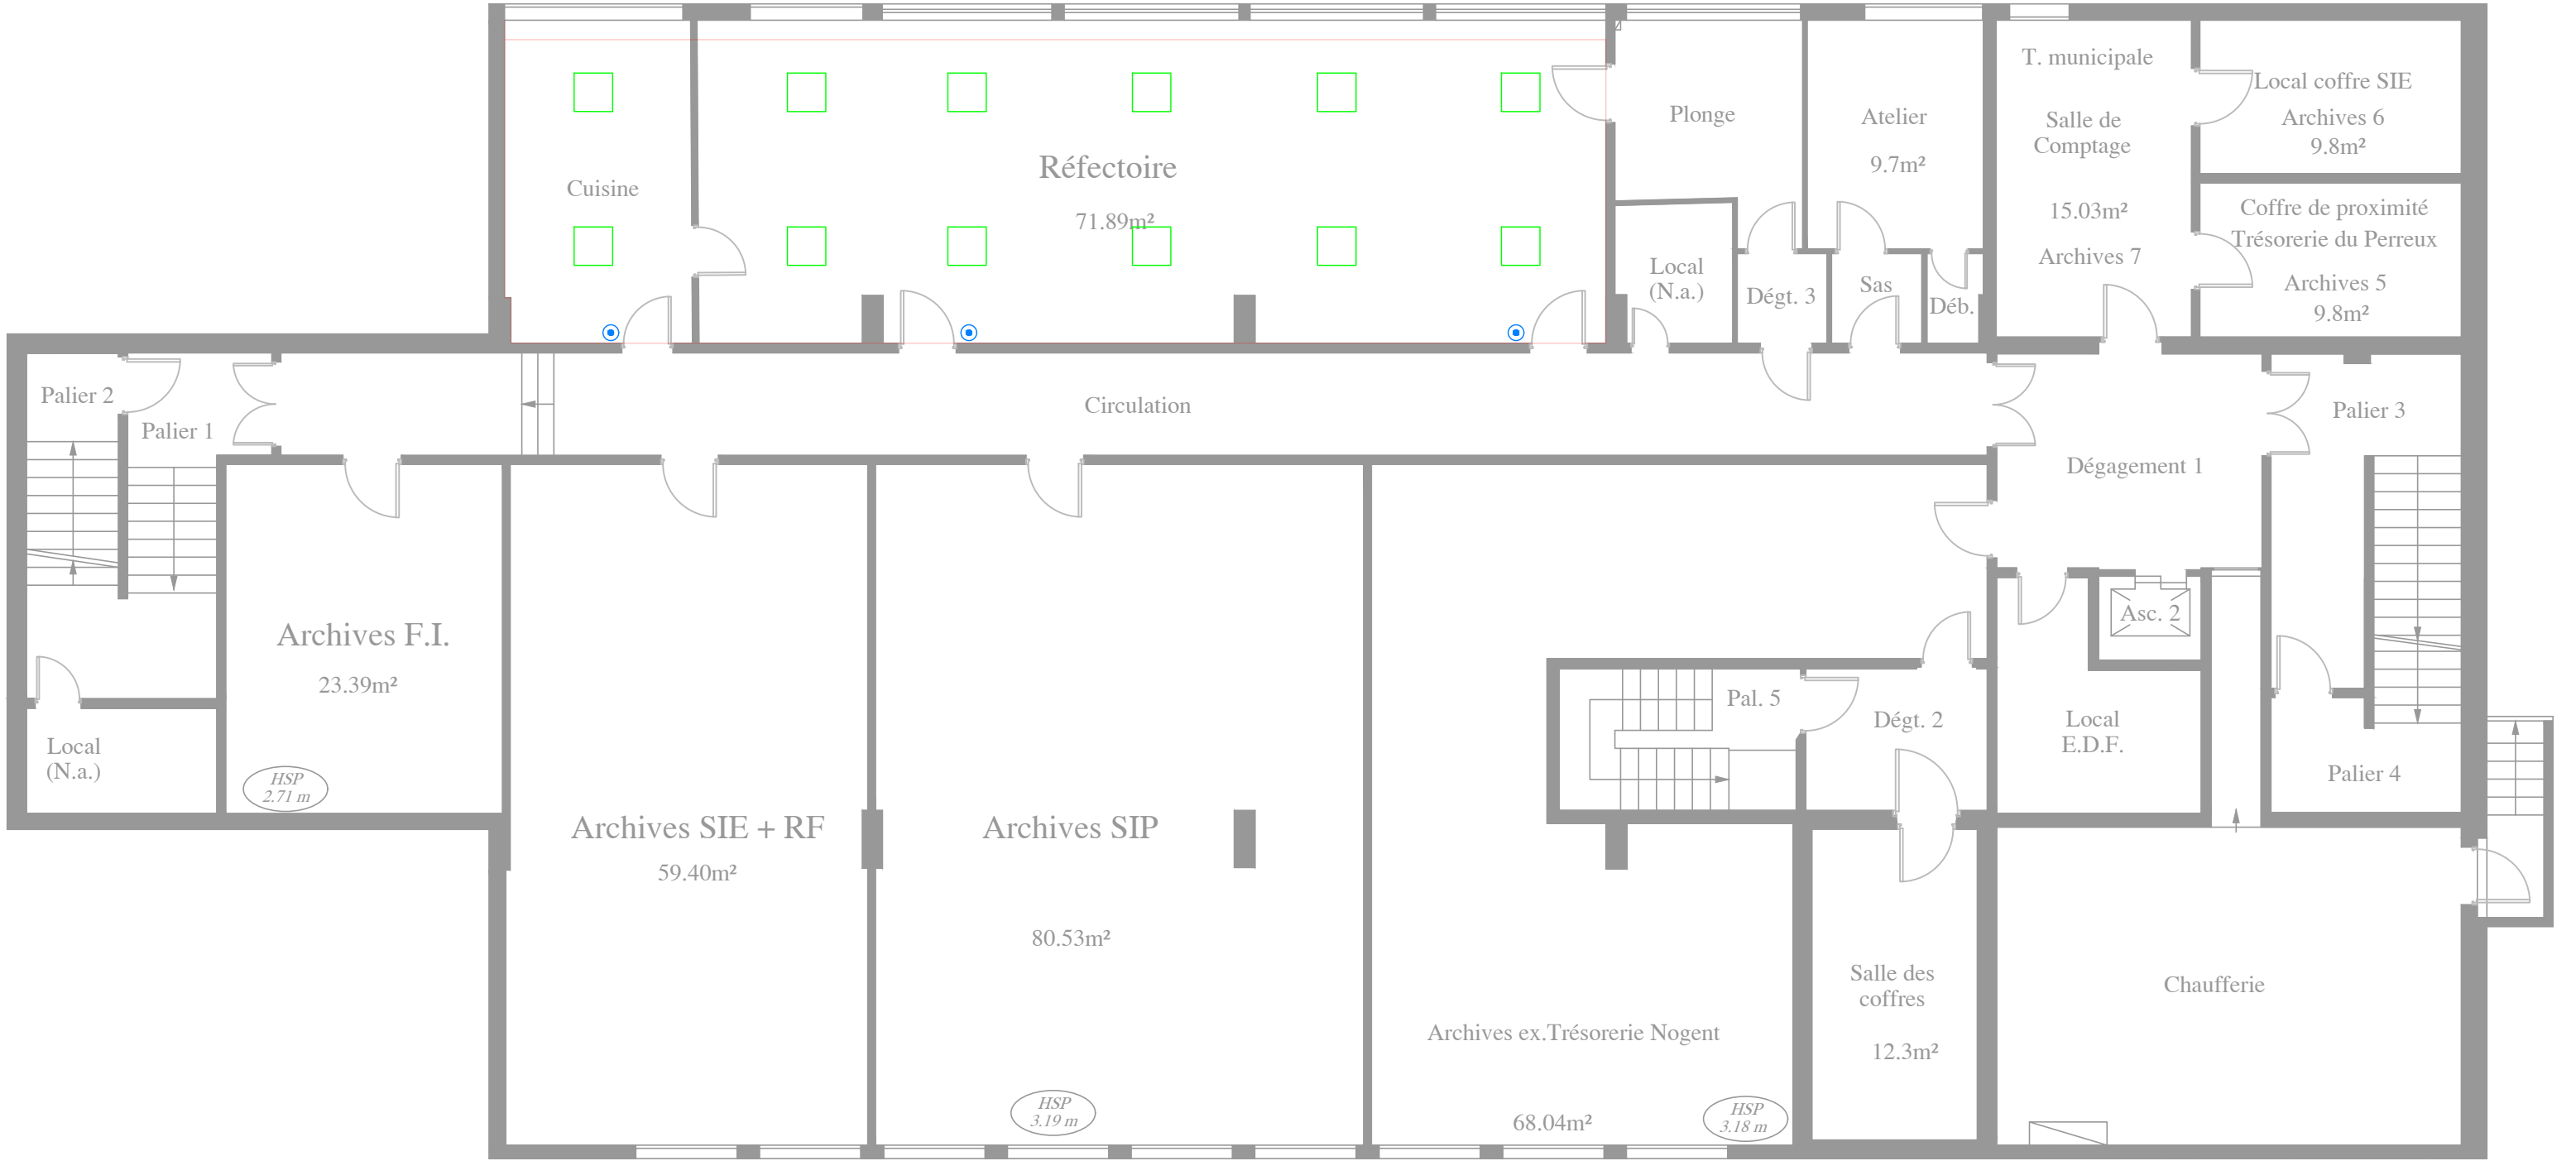 T. municipale
Local coffre SIE
Archives 6
9.8m²
Plonge
Atelier
9.7m²
Salle de
Comptage
15.03m²
Archives 7
Réfectoire
71.89m²
Cuisine
Coffre de proximité
Trésorerie du Perreux
Archives 5
9.8m²
Local
(N.a.)
Dégt. 3
Sas
Déb.
Palier 2
Palier 1
Circulation
Palier 3
Dégagement 1
Archives F.I.
23.39m²
Asc. 2
Pal. 5
Dégt. 2
Local
E.D.F.
Local
(N.a.)
HSP
2.71 m
Palier 4
Archives SIE + RF
59.40m²
Archives SIP
80.53m²
Salle des
coffres
12.3m²
Chaufferie
Archives ex.Trésorerie Nogent
68.04m²
HSP
3.19 m
HSP
3.18 m